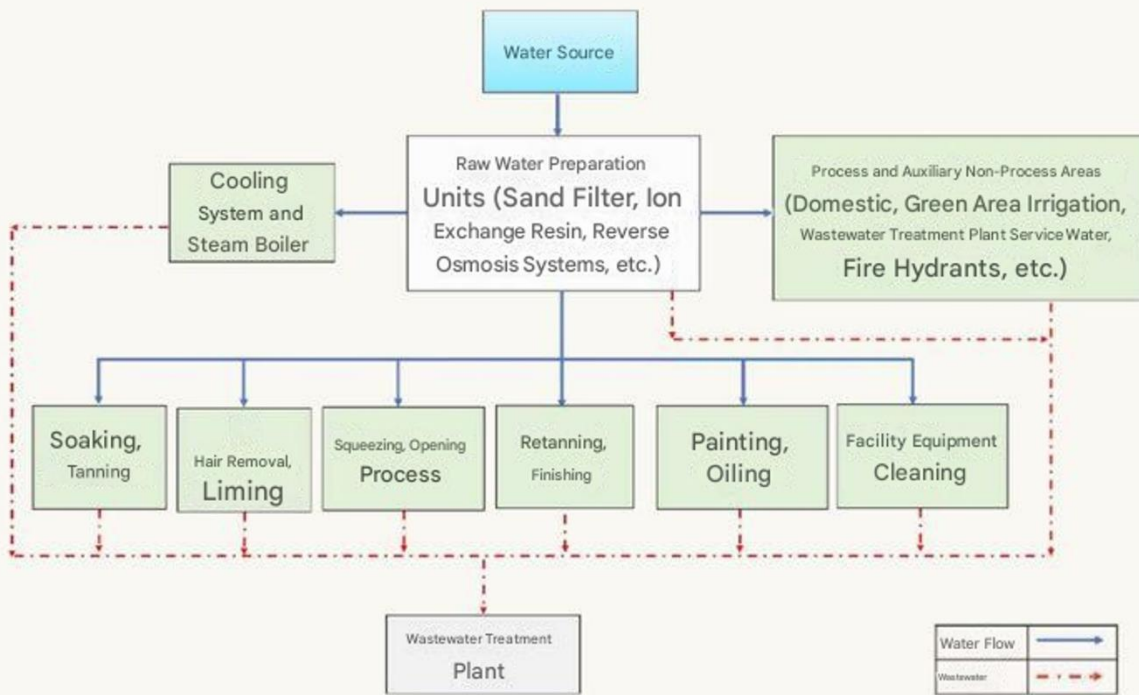 Water Source
Raw Water Preparation
Units (Sand Filter, Ion
Exchange Resin, Reverse
Osmosis Systems, etc.)
Cooling
System and
Steam Boiler
Process and Auxiliary Non-Process Areas
(Domestic, Green Area Irrigation,
Wastewater Treatment Plant Service Water,
Fire Hydrants, etc.)
Soaking,
Tanning
Hair Removal,
Liming
Squeezing, Opening
Process
Retanning,
Finishing
Painting,
Oiling
Facility Equipment
Cleaning
Wastewater Treatment
Plant
Water Flow
Wastewater